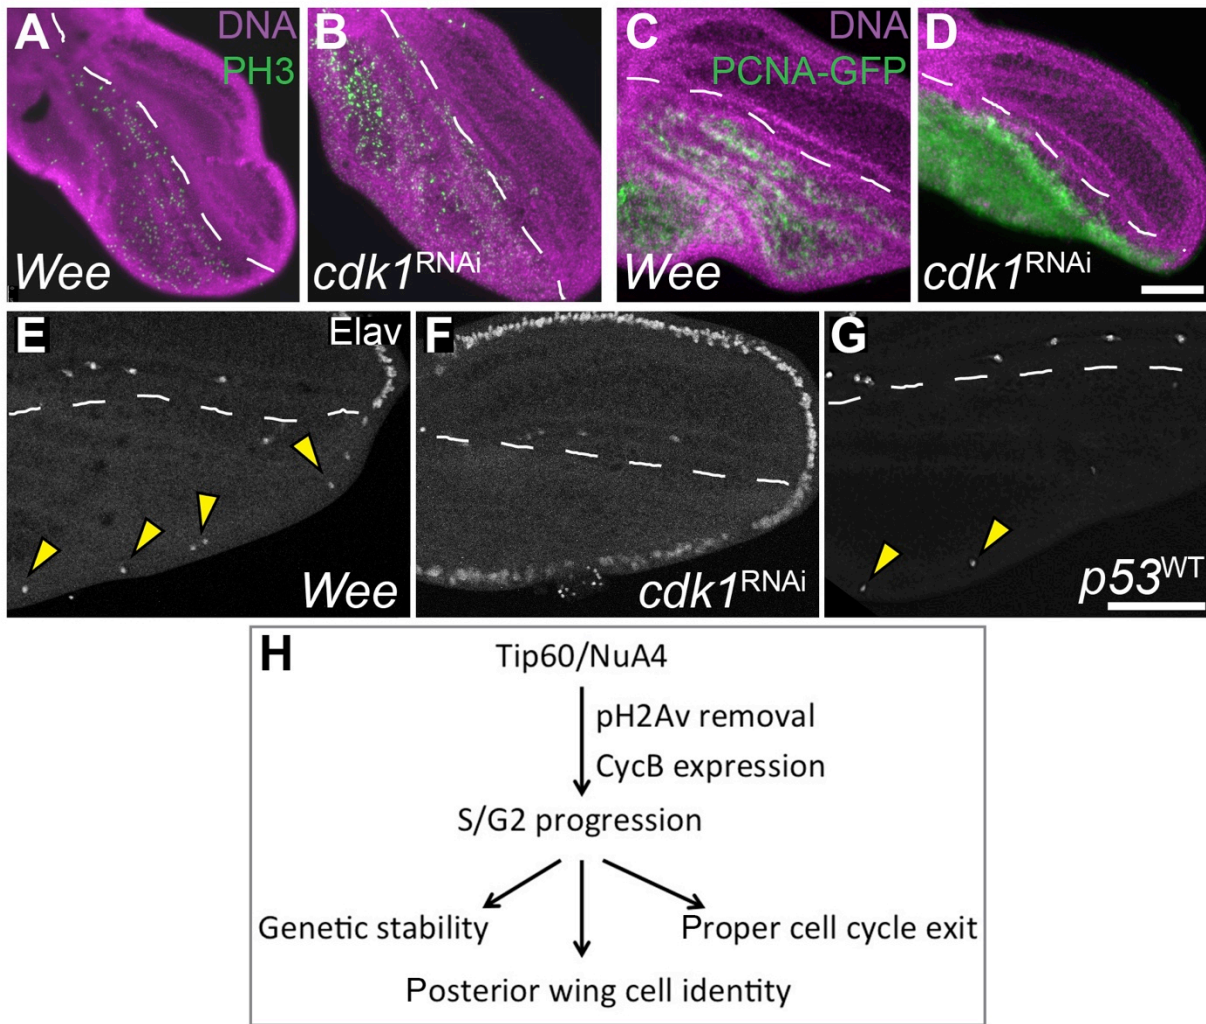 A DNA
PH3
Wee
B
cdk1RNAi
C DNA
PCNA-GFP
Wee
D
cdk1RNAi
E Elav
Wee
F
cdk1RNAi
G
p53WT
H
Tip60/NuA4
pH2Av removal
CycB expression
S/G2 progression
Genetic stability
Proper cell cycle exit
Posterior wing cell identity